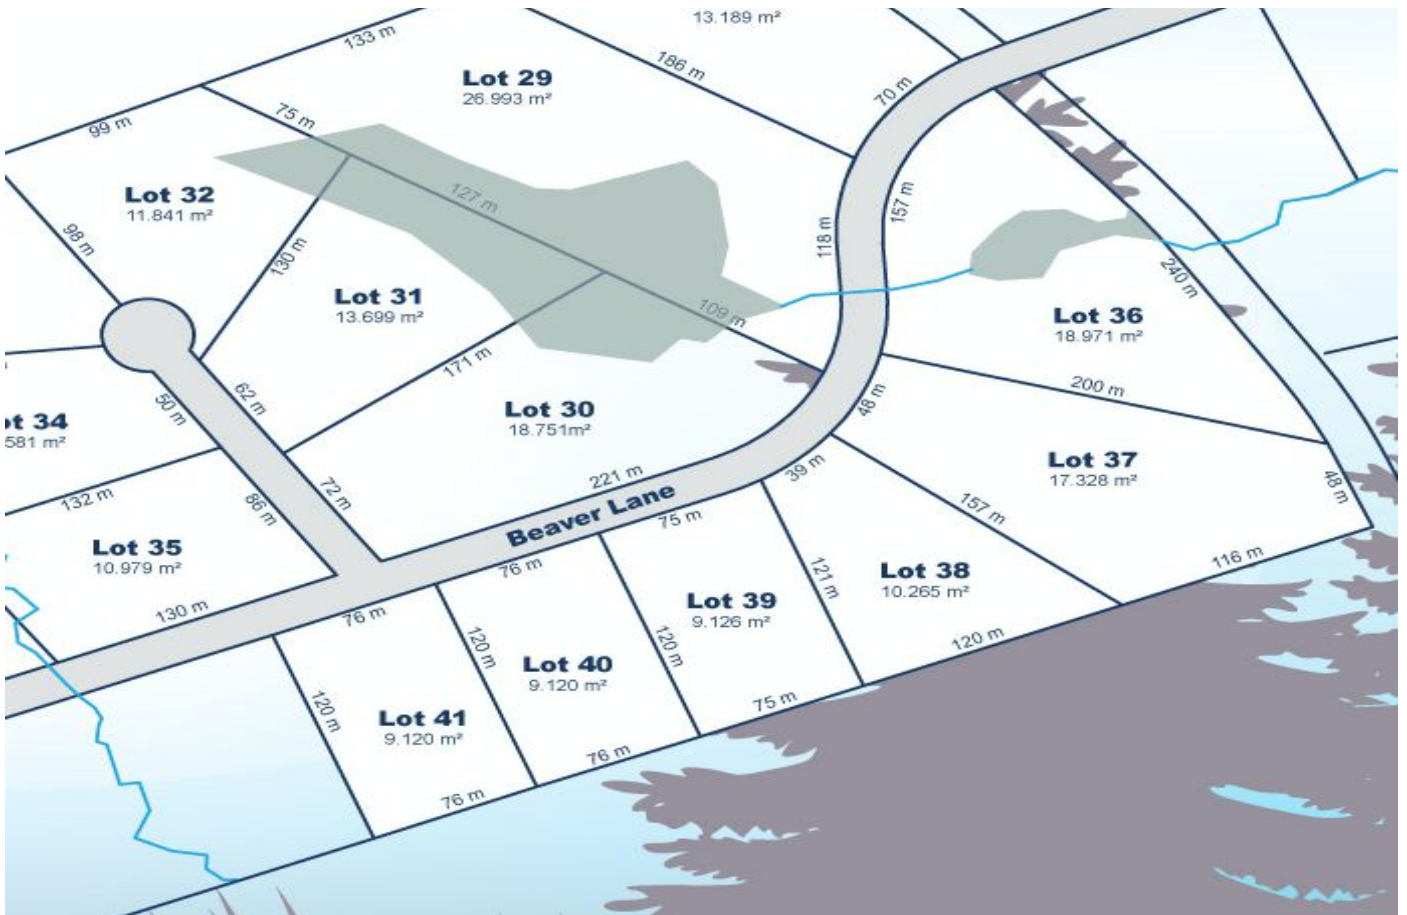 13.189 m²
133 m
186 m
Lot 29
26.993 m²
70 m
99 m
75 m
Lot 32
11.841 m²
127 m
157 m
118 m
98 m
130 m
240 m
Lot 31
13.699 m²
109 m
Lot 36
18.971 m²
171 m
200 m
62 m
50 m
48 m
Lot 30
18.751m²
ot 34
581 m²
Lot 37
17.328 m²
39 m
221 m
48 m
132 m
86 m
72 m
Beaver Lane
75 m
157 m
Lot 35
10.979 m²
76 m
121 m
Lot 38
10.265 m²
116 m
130 m
76 m
Lot 39
9.126 m²
120 m
120 m
120 m
Lot 40
9.120 m²
120 m
75 m
Lot 41
9.120 m²
76 m
76 m